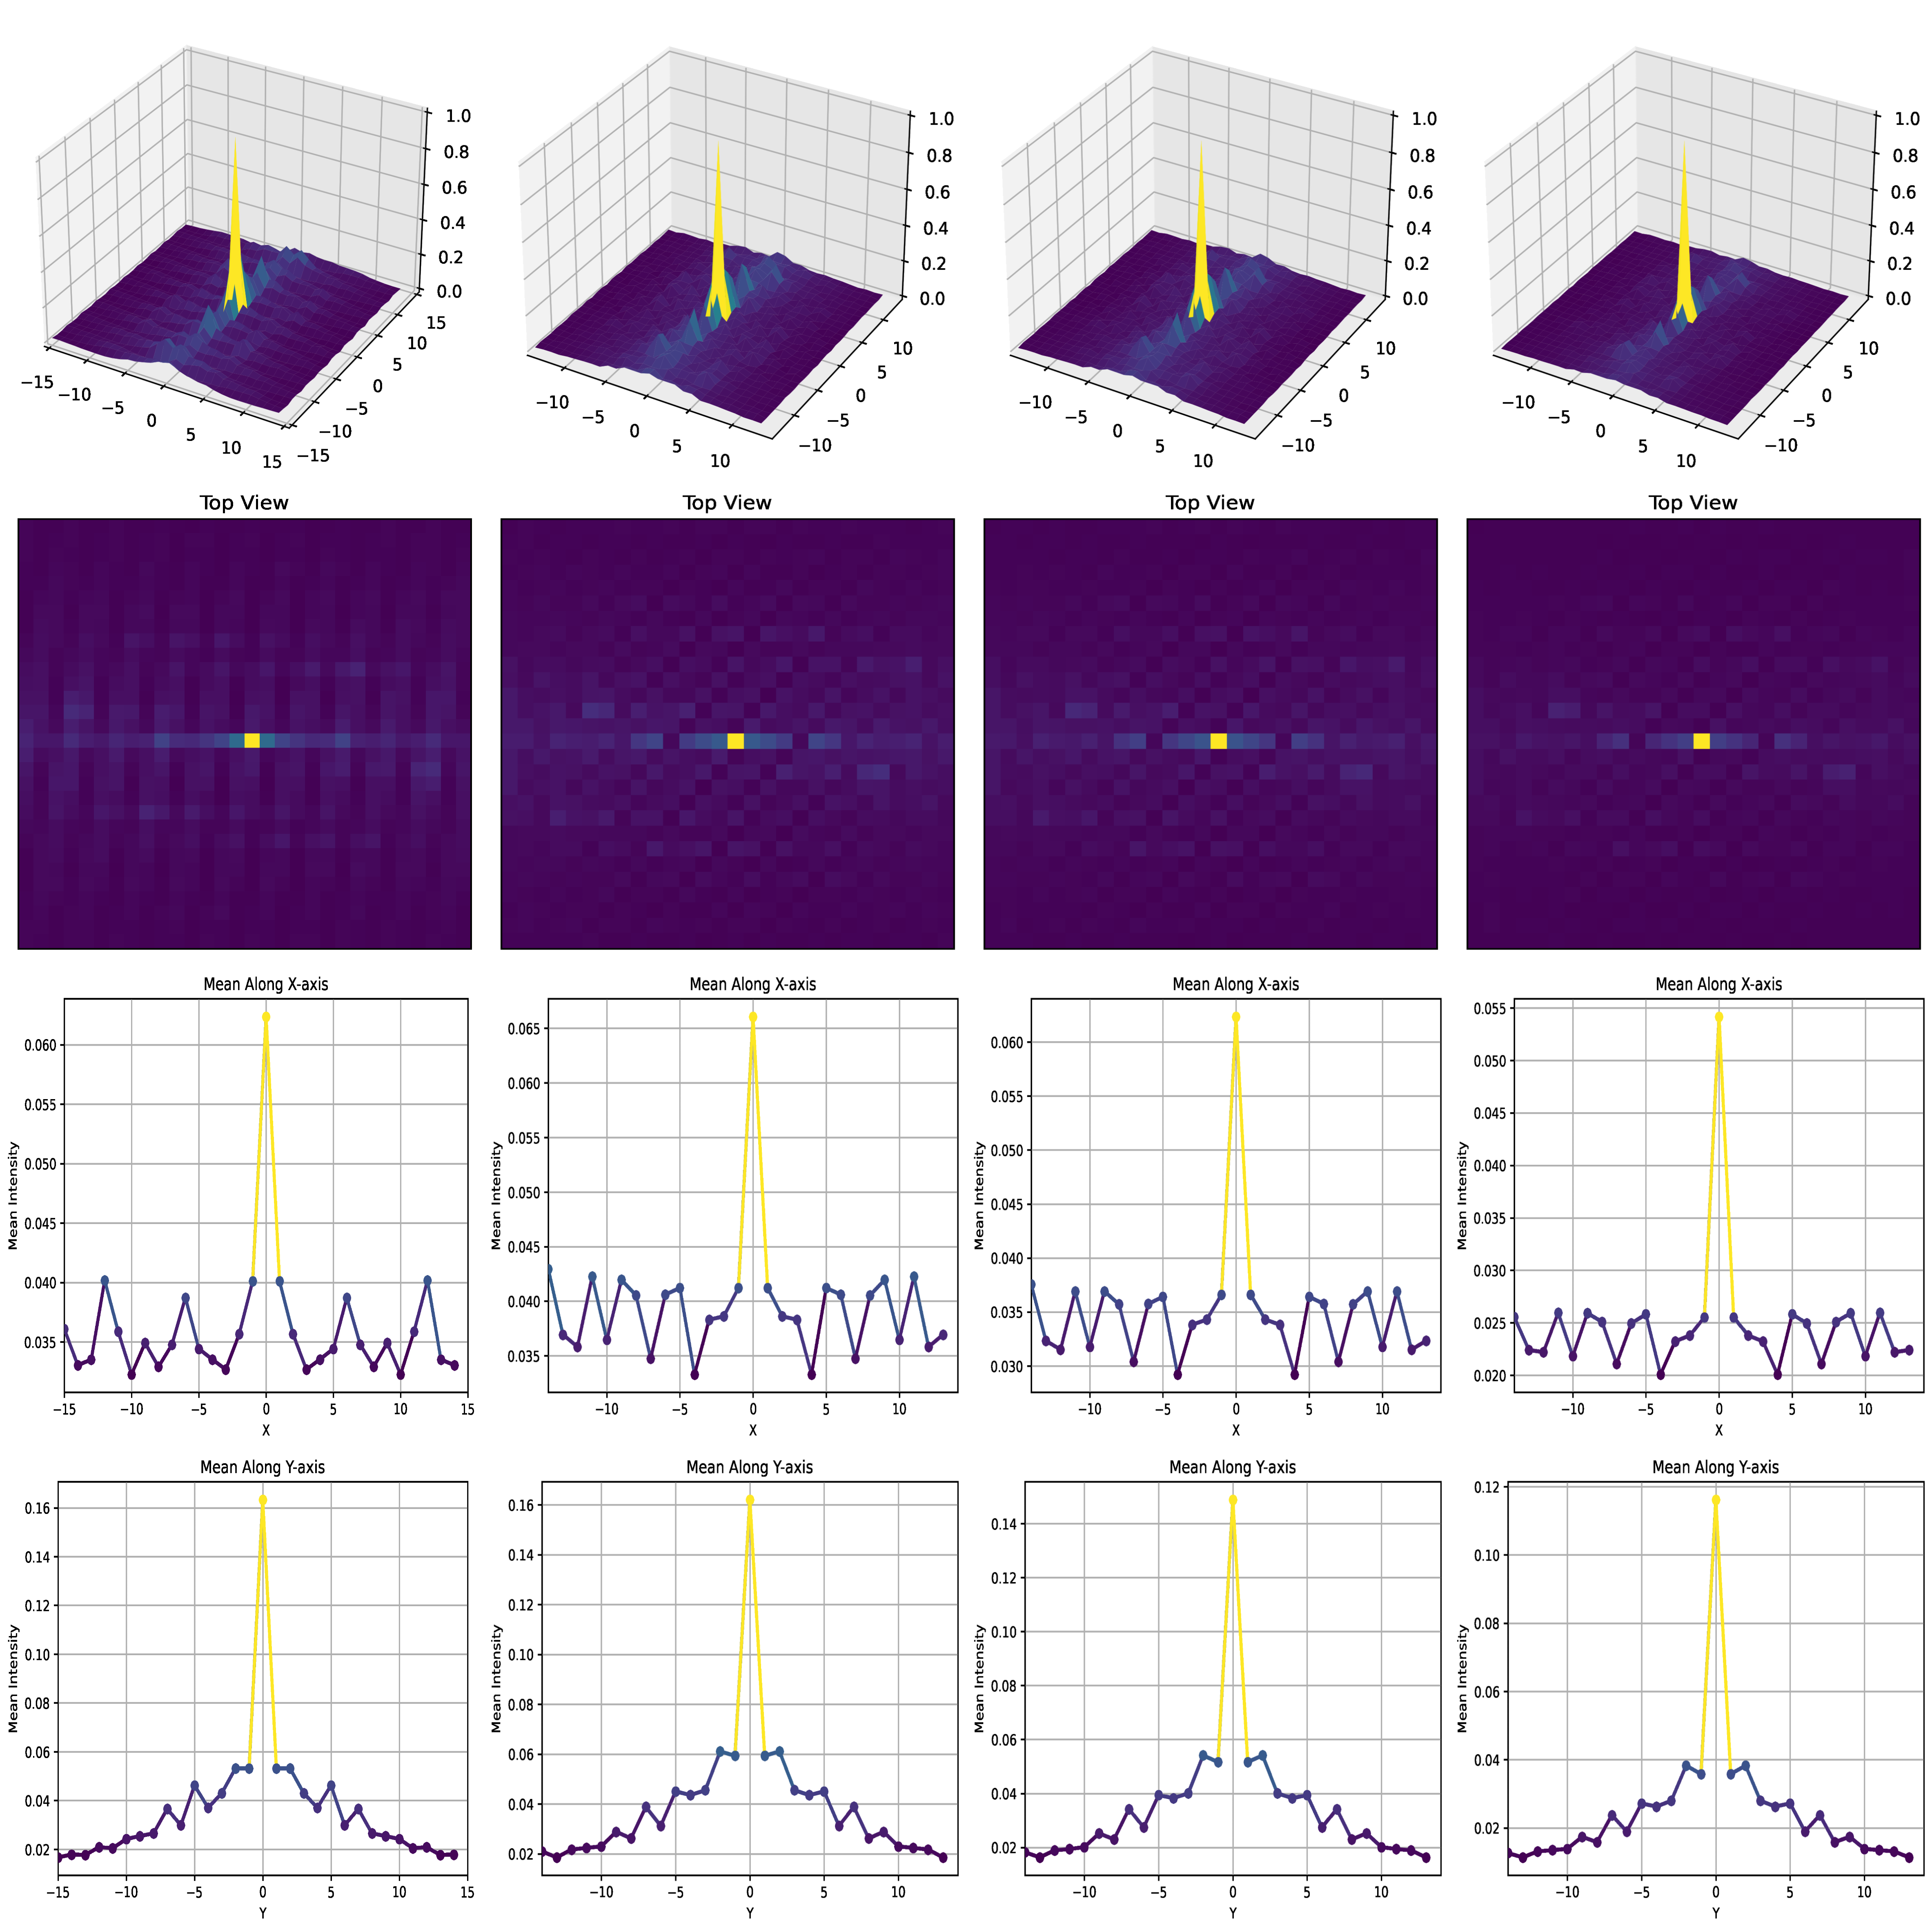 1.0 1.0 1.0 1.0
0.8 0.8 0.8 0.8
0.6 0.6 0.6 0.6
0.4 0.4 0.4 0.4
0.2 0.2 0.2 0.2
0.0 0.0 0.0 0.0
15 10 5 0 −5 −10 −15
−15 −10 −5 0 5 10 15
10 5 0 −5 −10
−10 −5 0 5 10
10 5 0 −5 −10
−10 −5 0 5 10
10 5 0 −5 −10
−10 −5 0 5 10
Top View Top View Top View Top View
Mean Along X-axis
Mean Intensity
0.060
0.055
0.050
0.045
0.040
0.035
−15 −10 −5 0 5 10 15
X
Mean Along X-axis
Mean Intensity
0.065
0.060
0.055
0.050
0.045
0.040
0.035
−10 −5 0 5 10
X
Mean Along X-axis
Mean Intensity
0.060
0.055
0.050
0.045
0.040
0.035
0.030
−10 −5 0 5 10
X
Mean Along X-axis
Mean Intensity
0.055
0.050
0.045
0.040
0.035
0.030
0.025
0.020
−10 −5 0 5 10
X
Mean Along Y-axis
Mean Intensity
0.16
0.14
0.12
0.10
0.08
0.06
0.04
0.02
−15 −10 −5 0 5 10 15
Y
Mean Along Y-axis
Mean Intensity
0.16
0.14
0.12
0.10
0.08
0.06
0.04
0.02
−10 −5 0 5 10
Y
Mean Along Y-axis
Mean Intensity
0.14
0.12
0.10
0.08
0.06
0.04
0.02
−10 −5 0 5 10
Y
Mean Along Y-axis
Mean Intensity
0.12
0.10
0.08
0.06
0.04
0.02
−10 −5 0 5 10
Y